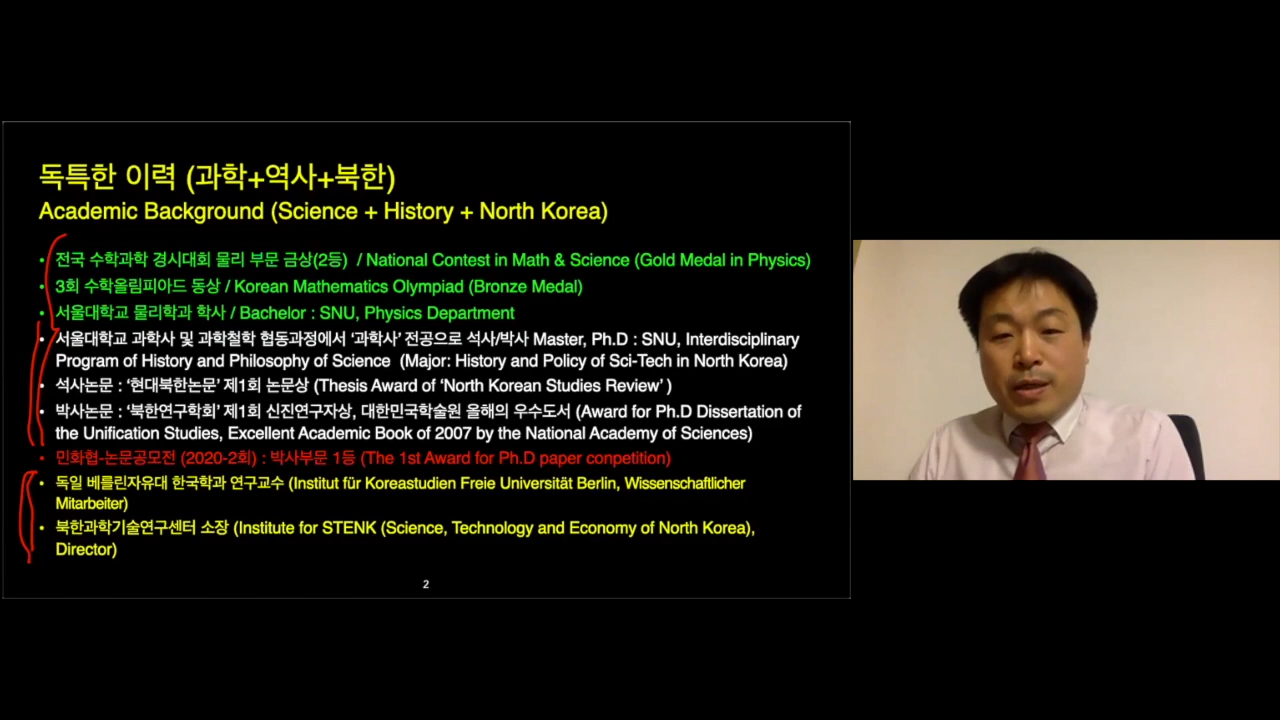 독특한 이력 (과학+역사+북한)
Academic Background (Science + History + North Korea)
• 전국 수학과학 경시대회 물리 부문 금상(2등) / National Contest in Math & Science (Gold Medal in Physics)
• 3회 수학올림피아드 동상 / Korean Mathematics Olympiad (Bronze Medal)
• 서울대학교 물리학과 학사 / Bachelor : SNU, Physics Department
• 서울대학교 과학사 및 과학철학 협동과정에서 ‘과학사’ 전공으로 석사/박사 Master, Ph.D : SNU, Interdisciplinary
Program of History and Philosophy of Science (Major: History and Policy of Sci-Tech in North Korea)
• 석사논문 : ‘현대북한논문’ 제1회 논문상 (Thesis Award of ‘North Korean Studies Review’ )
• 박사논문 : ‘북한연구학회’ 제1회 신진연구자상, 대한민국학술원 올해의 우수도서 (Award for Ph.D Dissertation of
the Unification Studies, Excellent Academic Book of 2007 by the National Academy of Sciences)
• 민화협-논문공모전 (2020-2회) : 박사부문 1등 (The 1st Award for Ph.D paper conpetition)
• 독일 베를린자유대 한국학과 연구교수 (Institut für Koreastudien Freie Universität Berlin, Wissenschaftlicher
Mitarbeiter)
• 북한과학기술연구센터 소장 (Institute for STENK (Science, Technology and Economy of North Korea),
Director)
2